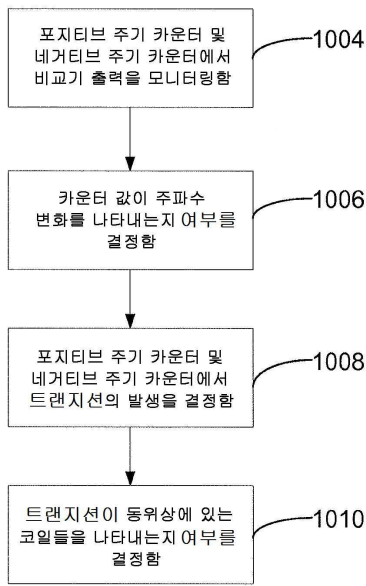 포지티브 주기 카운터 및
네거티브 주기 카운터에서
비교기 출력을 모니터링함
1004
카운터 값이 주파수
변화를 나타내는지 여부를
결정함
1006
포지티브 주기 카운터 및
네거티브 주기 카운터에서
트랜지션의 발생을 결정함
1008
트랜지션이 동위상에 있는
코일들을 나타내는지 여부를
결정함
1010